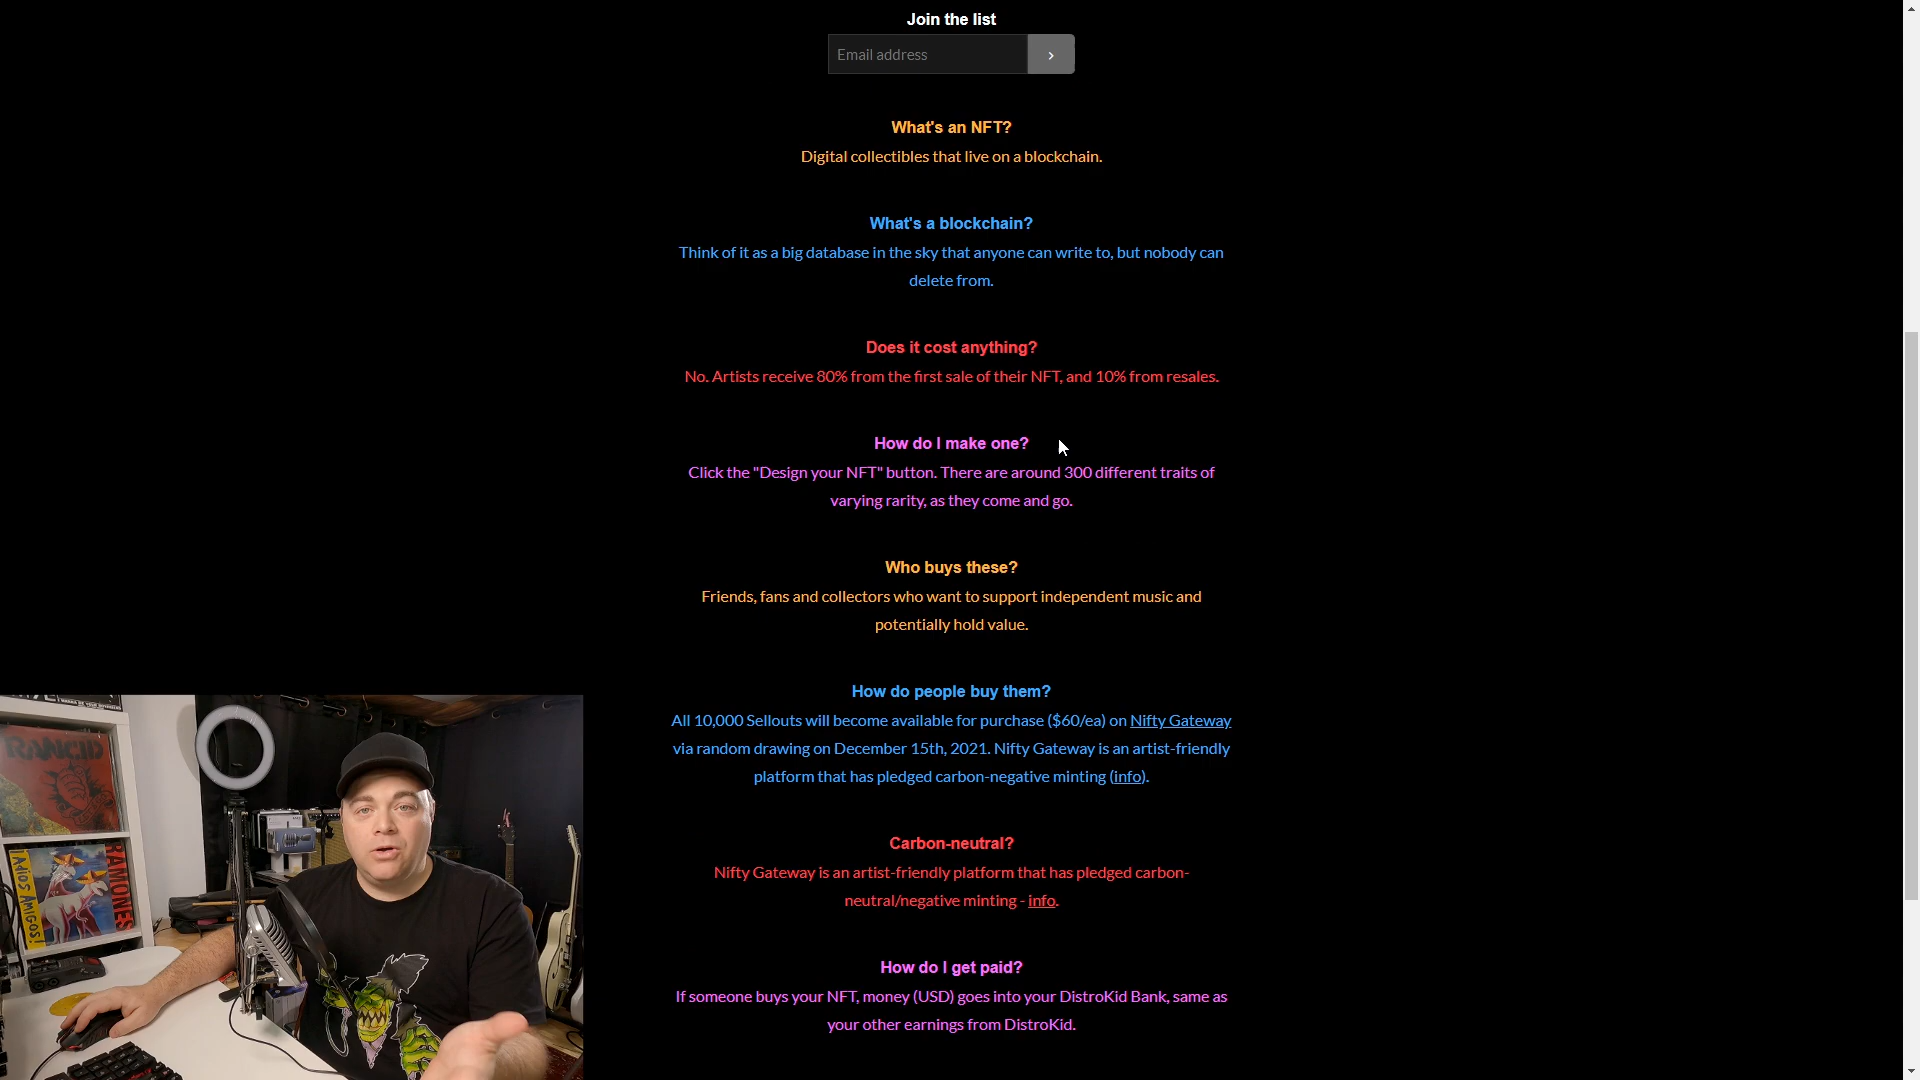 Join the list
Email address
What's an NFT?
Digital collectibles that live on a blockchain.
What's a blockchain?
Think of it as a big database in the sky that anyone can write to, but nobody can
delete from.
Does it cost anything?
No. Artists receive 80% from the first sale of their NFT, and 10% from resales.
How do I make one?
Click the "Design your NFT" button. There are around 300 different traits of
varying rarity, as they come and go.
Who buys these?
Friends, fans and collectors who want to support independent music and
potentially hold value.
How do people buy them?
All 10,000 Sellouts will become available for purchase ($60/ea) on Nifty Gateway
via random drawing on December 15th, 2021. Nifty Gateway is an artist-friendly
platform that has pledged carbon-negative minting (info).
Carbon-neutral?
Nifty Gateway is an artist-friendly platform that has pledged carbon-
neutral/negative minting - info.
How do I get paid?
If someone buys your NFT, money (USD) goes into your DistroKid Bank, same as
your other earnings from DistroKid.
RANCID
RAMONES
¡ADIOS AMIGOS!